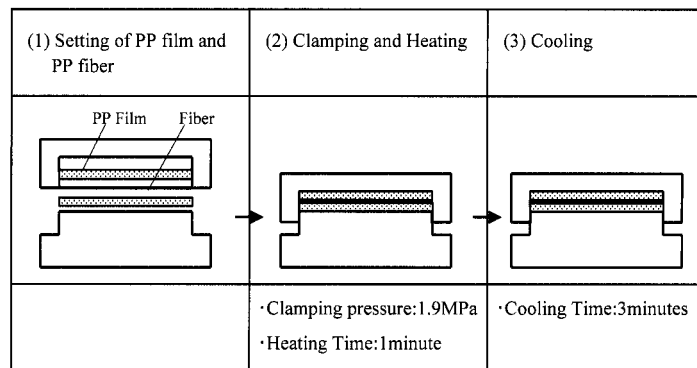 (1) Setting of PP film and
PP fiber
(2) Clamping and Heating
(3) Cooling
PP Film
Fiber
·Clamping pressure:1.9MPa
·Heating Time:1minute
·Cooling Time:3minutes